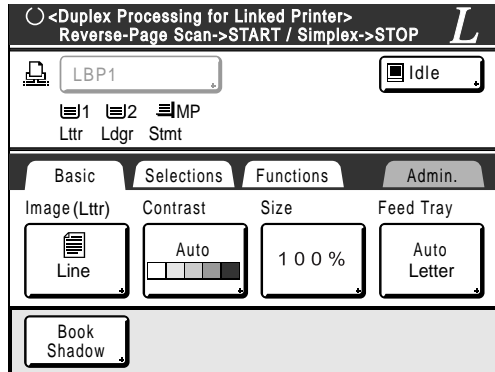 <Duplex Processing for Linked Printer>
Reverse-Page Scan->START / Simplex->STOP
L
LBP1
Idle
1 2 MP
Lttr Ldgr Stmt
Basic Selections Functions Admin.
Image (Lttr) Contrast Size Feed Tray
Line Auto 100% Auto
Letter
Book
Shadow